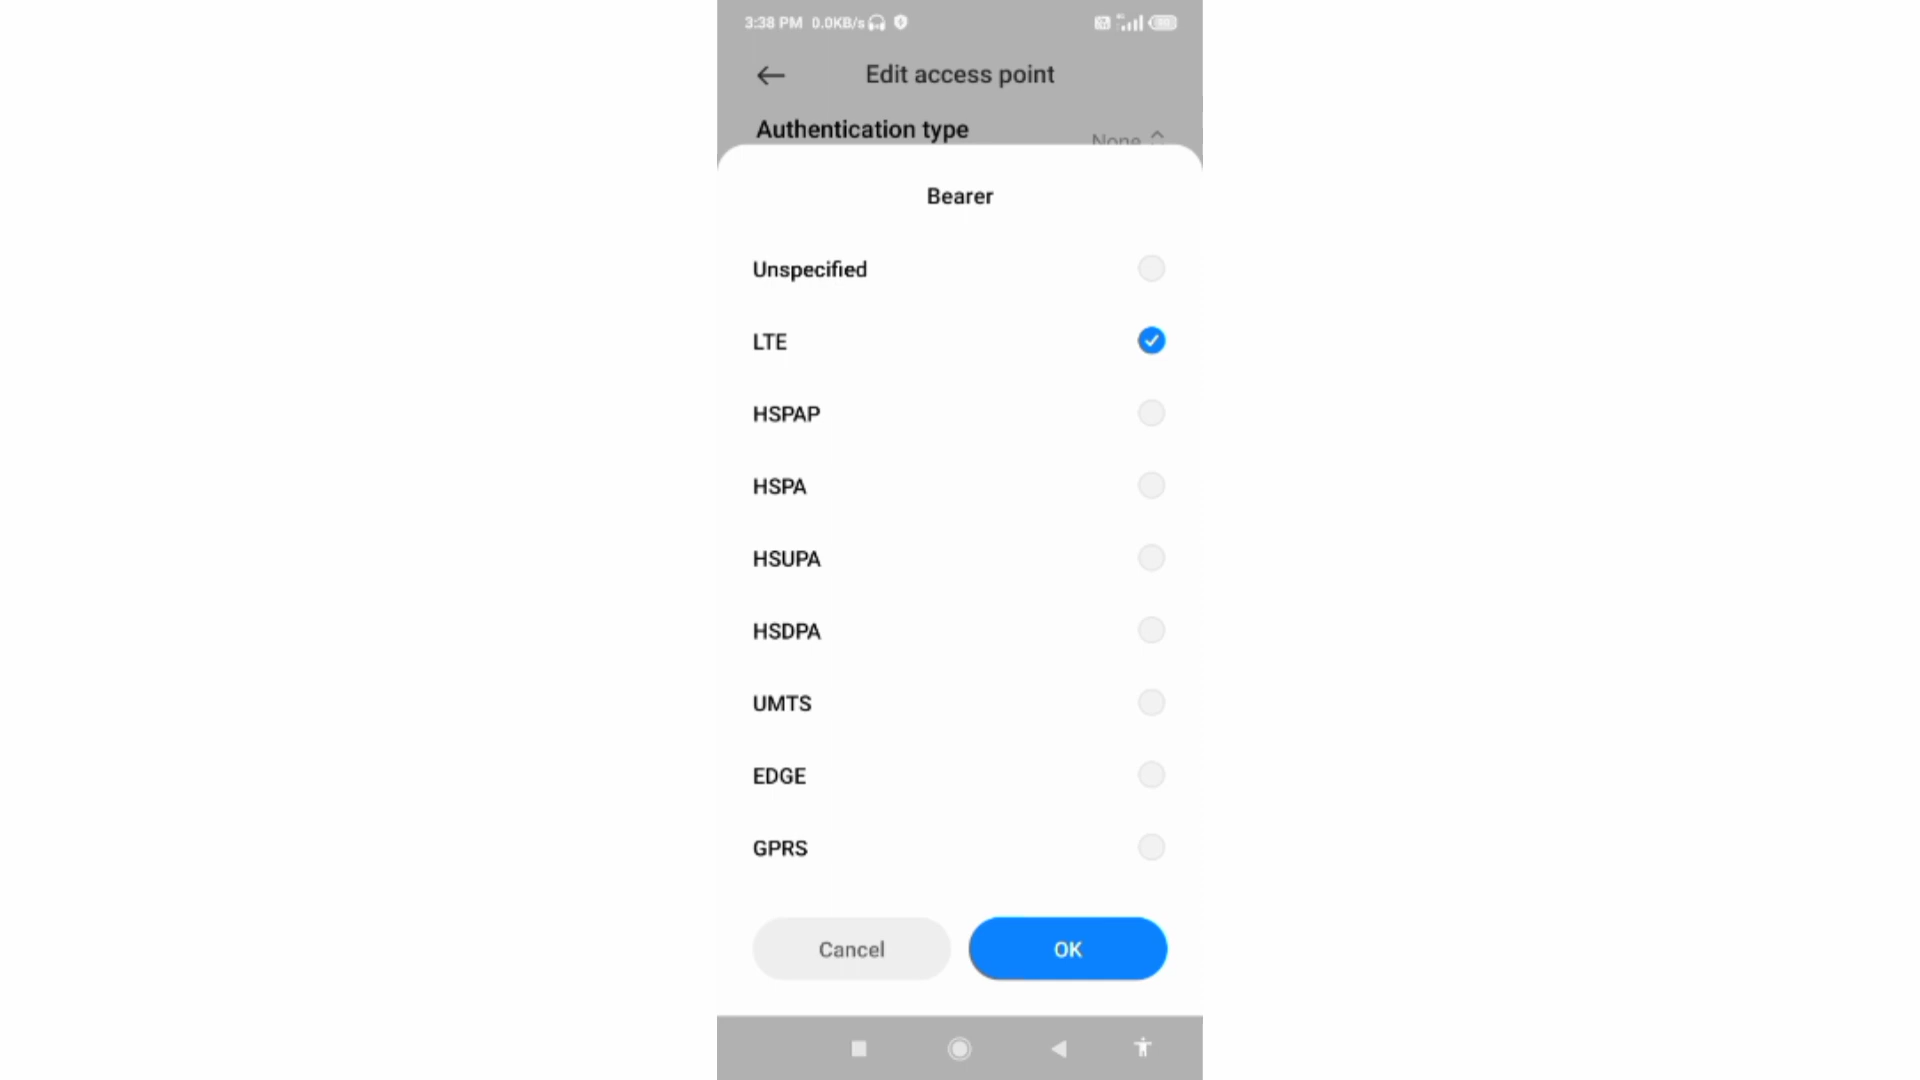 3:38 PM 0.0KB/s
Edit access point
Authentication type
None
Bearer
Unspecified
LTE
HSPAP
HSPA
HSUPA
HSDPA
UMTS
EDGE
GPRS
Cancel
OK